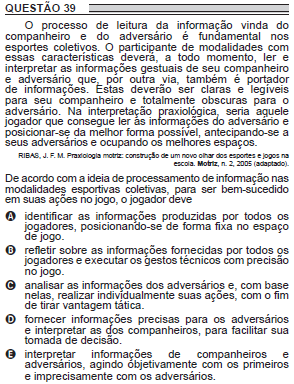 QUESTÃO 39
O processo de leitura da informação vinda do
companheiro e do adversário é fundamental nos
esportes coletivos. O participante de modalidades com
essas características deverá, a todo momento, ler e
interpretar as informações gestuais de seu companheiro
e adversário que, por outra via, também é portador
de informações. Estas deverão ser claras e legíveis
para seu companheiro e totalmente obscuras para o
adversário. Na interpretação praxiológica, seria aquele
jogador que consegue ler as informações do adversário e
posicionar-se da melhor forma possível, antecipando-se a
seus adversários e ocupando os melhores espaços.
RIBAS, J. F. M. Praxiologia motriz: construção de um novo olhar dos esportes e jogos na
escola. Motriz, n. 2, 2005 (adaptado).
De acordo com a ideia de processamento de informação nas
modalidades esportivas coletivas, para ser bem-sucedido
em suas ações no jogo, o jogador deve
A identificar as informações produzidas por todos os
jogadores, posicionando-se de forma fixa no espaço
de jogo.
B refletir sobre as informações fornecidas por todos os
jogadores e executar os gestos técnicos com precisão
no jogo.
C analisar as informações dos adversários e, com base
nelas, realizar individualmente suas ações, com o fim
de tirar vantagem tática.
D fornecer informações precisas para os adversários
e interpretar as dos companheiros, para facilitar sua
tomada de decisão.
E interpretar informações de companheiros e
adversários, agindo objetivamente com os primeiros
e imprecisamente com os adversários.